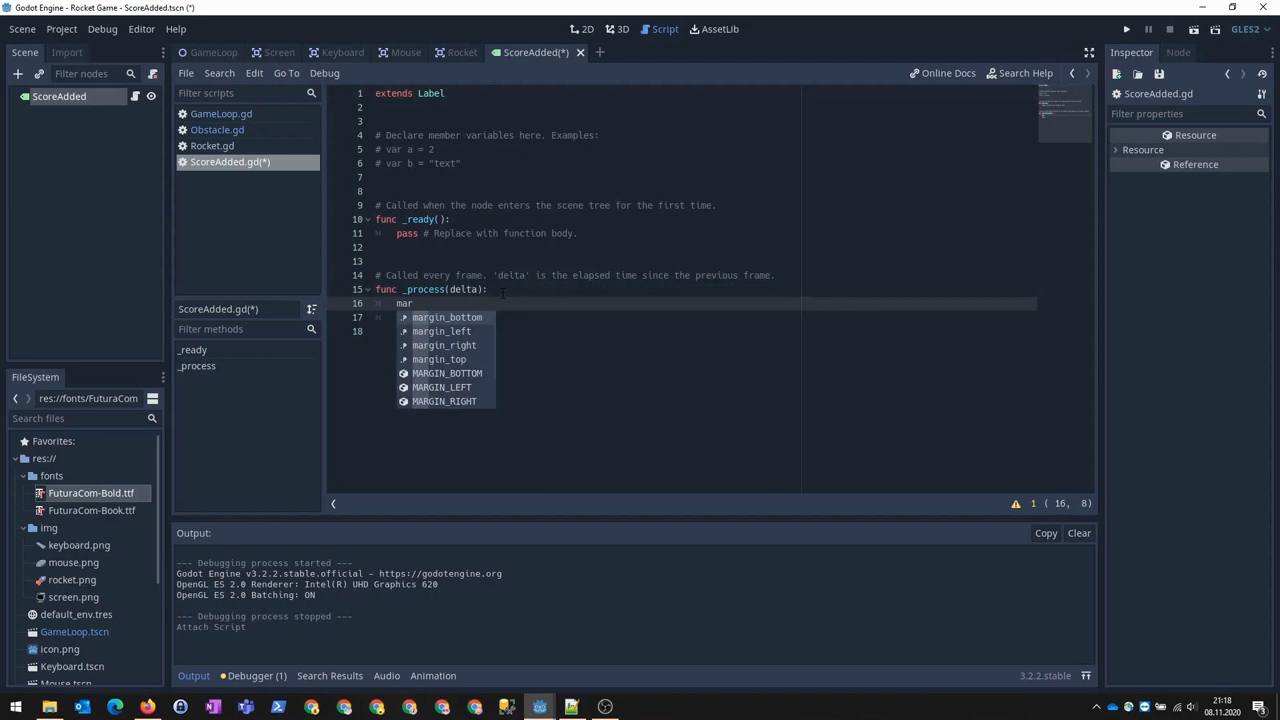 Godot Engine - Rocket Game - ScoreAdded.tscn (*)
Scene Project Debug Editor Help
2D 3D Script AssetLib
GLES2
Scene Import
Filter nodes
ScoreAdded
GameLoop Screen Keyboard Mouse Rocket ScoreAdded(*)
File Search Edit Go To Debug
Online Docs Search Help
Filter scripts
GameLoop.gd
Obstacle.gd
Rocket.gd
ScoreAdded.gd(*)
ScoreAdded.gd(*)
Filter methods
_ready
_process
1 extends Label
2
3
4 # Declare member variables here. Examples:
5 # var a = 2
6 # var b = "text"
7
8
9 # Called when the node enters the scene tree for the first time.
10 func _ready():
11 pass # Replace with function body.
12
13
14 # Called every frame. 'delta' is the elapsed time since the previous frame.
15 func _process(delta):
16 mar
17
18
margin_bottom
margin_left
margin_right
margin_top
MARGIN_BOTTOM
MARGIN_LEFT
MARGIN_RIGHT
1 ( 16, 8)
Inspector Node
ScoreAdded.gd
Filter properties
Resource
Resource
Reference
FileSystem
res://fonts/FuturaCom
Search files
Favorites:
res://
fonts
FuturaCom-Bold.ttf
FuturaCom-Book.ttf
img
keyboard.png
mouse.png
rocket.png
screen.png
default_env.tres
GameLoop.tscn
icon.png
Keyboard.tscn
Mouse.tscn
Output:
Copy Clear
--- Debugging process started ---
Godot Engine v3.2.2.stable.official - https://godotengine.org
OpenGL ES 2.0 Renderer: Intel(R) UHD Graphics 620
OpenGL ES 2.0 Batching: ON
--- Debugging process stopped ---
Attach Script
Output Debugger (1) Search Results Audio Animation
3.2.2.stable
21:18
08.11.2020